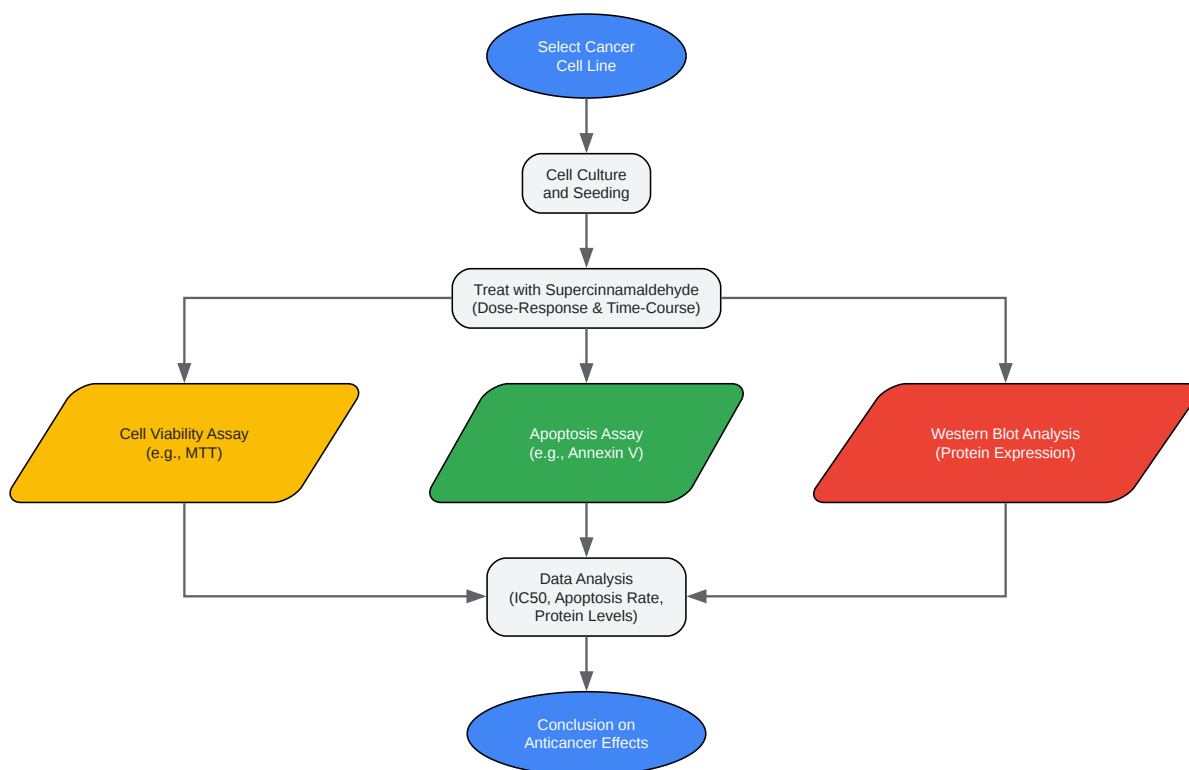 Select Cancer
Cell Line
Cell Culture
and Seeding
Treat with Supercinnamaldehyde
(Dose-Response & Time-Course)
Cell Viability Assay
(e.g., MTT)
Apoptosis Assay
(e.g., Annexin V)
Western Blot Analysis
(Protein Expression)
Data Analysis
(IC50, Apoptosis Rate,
Protein Levels)
Conclusion on
Anticancer Effects